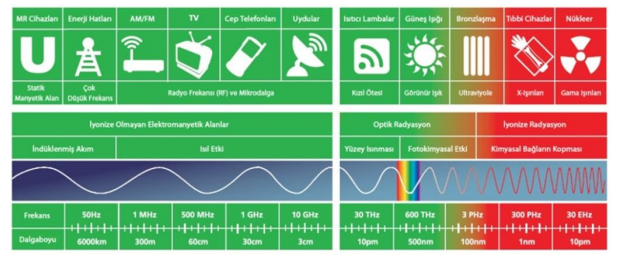 MR Cihazları Enerji Hatları AM/FM TV Cep Telefonları Uydular Isıtıcı Lambalar Güneş Işığı Bronzlaşma Tıbbi Cihazlar Nükleer
Statik Manyetik Alan Çok Düşük Frekans Radyo Frekansı (RF) ve Mikrodalga Kızıl Ötesi Görünür Işık Ultraviyole X-Işınları Gama Işınları
İyonize Olmayan Elektromanyetik Alanlar Optik Radyasyon İyonize Radyasyon
İndüklenmiş Akım Isıl Etki Yüzey Isınması Fotokimyasal Etki Kimyasal Bağların Kopması
Frekans 50Hz 1 MHz 500 MHz 1 GHz 10 GHz 30 THz 600 THz 3 PHz 300 PHz 30 EHz
Dalgaboyu 6000km 300m 60cm 30cm 3cm 10pm 500nm 100nm 1nm 10pm